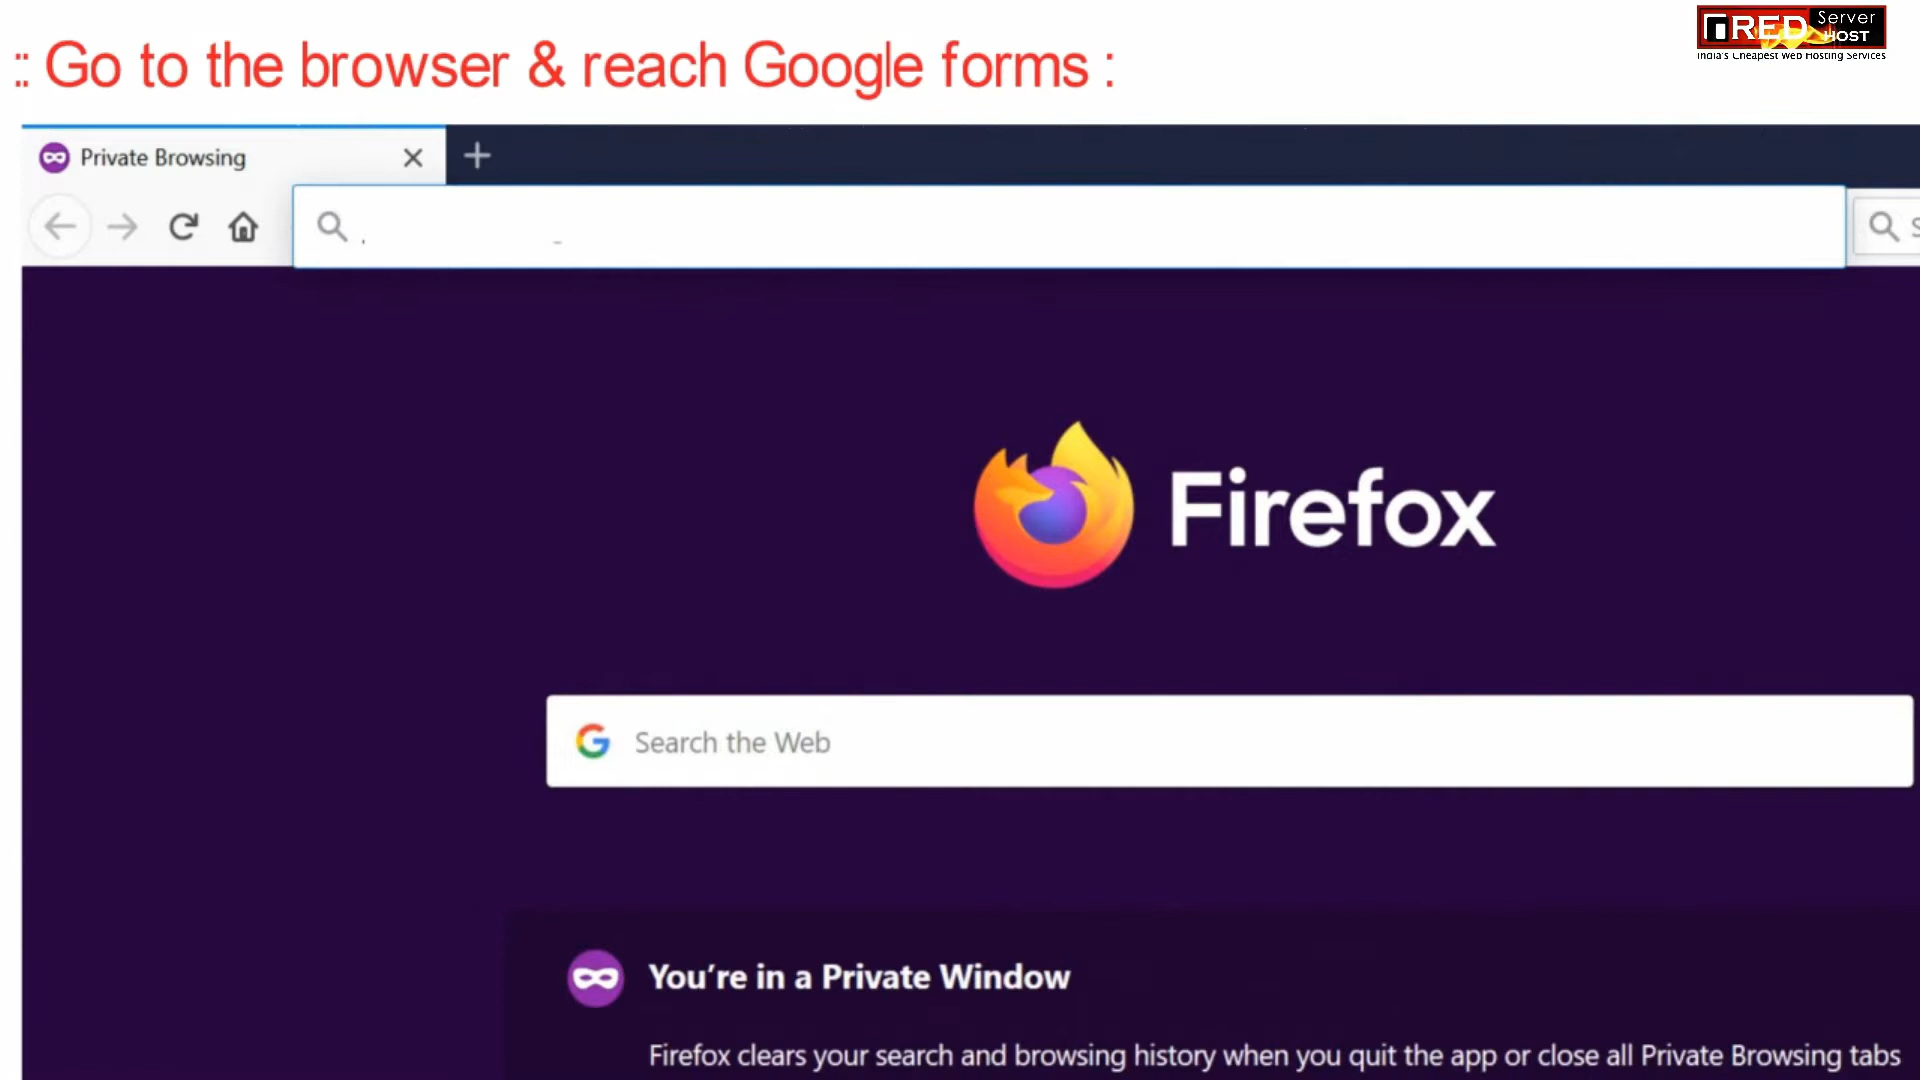 :: Go to the browser & reach Google forms :
RED Server HOST
India's Cheapest Web Hosting Services
Private Browsing
S
Firefox
Search the Web
You're in a Private Window
Firefox clears your search and browsing history when you quit the app or close all Private Browsing tabs